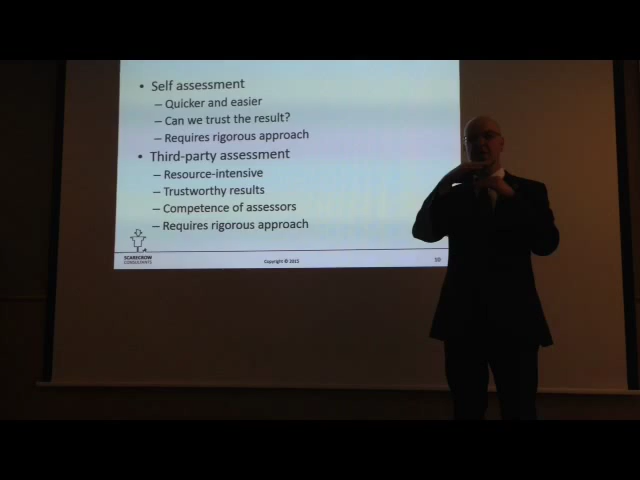 • Self assessment
– Quicker and easier
– Can we trust the result?
– Requires rigorous approach
• Third-party assessment
– Resource-intensive
– Trustworthy results
– Competence of assessors
– Requires rigorous approach
SCARECROW
CONSULTANTS
Copyright © 2015
10